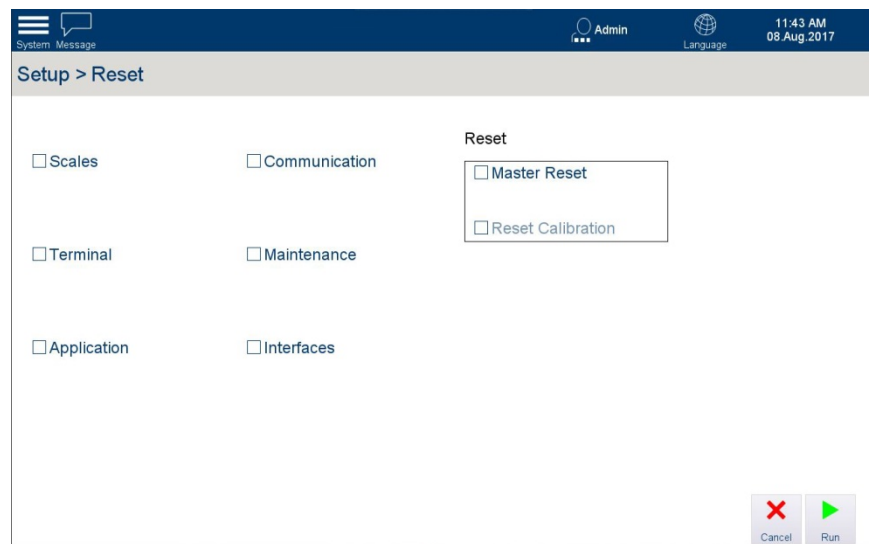 System Message
Admin
Language
11:43 AM
08.Aug.2017
Setup > Reset
Scales
Communication
Terminal
Maintenance
Application
Interfaces
Reset
Master Reset
Reset Calibration
Cancel
Run